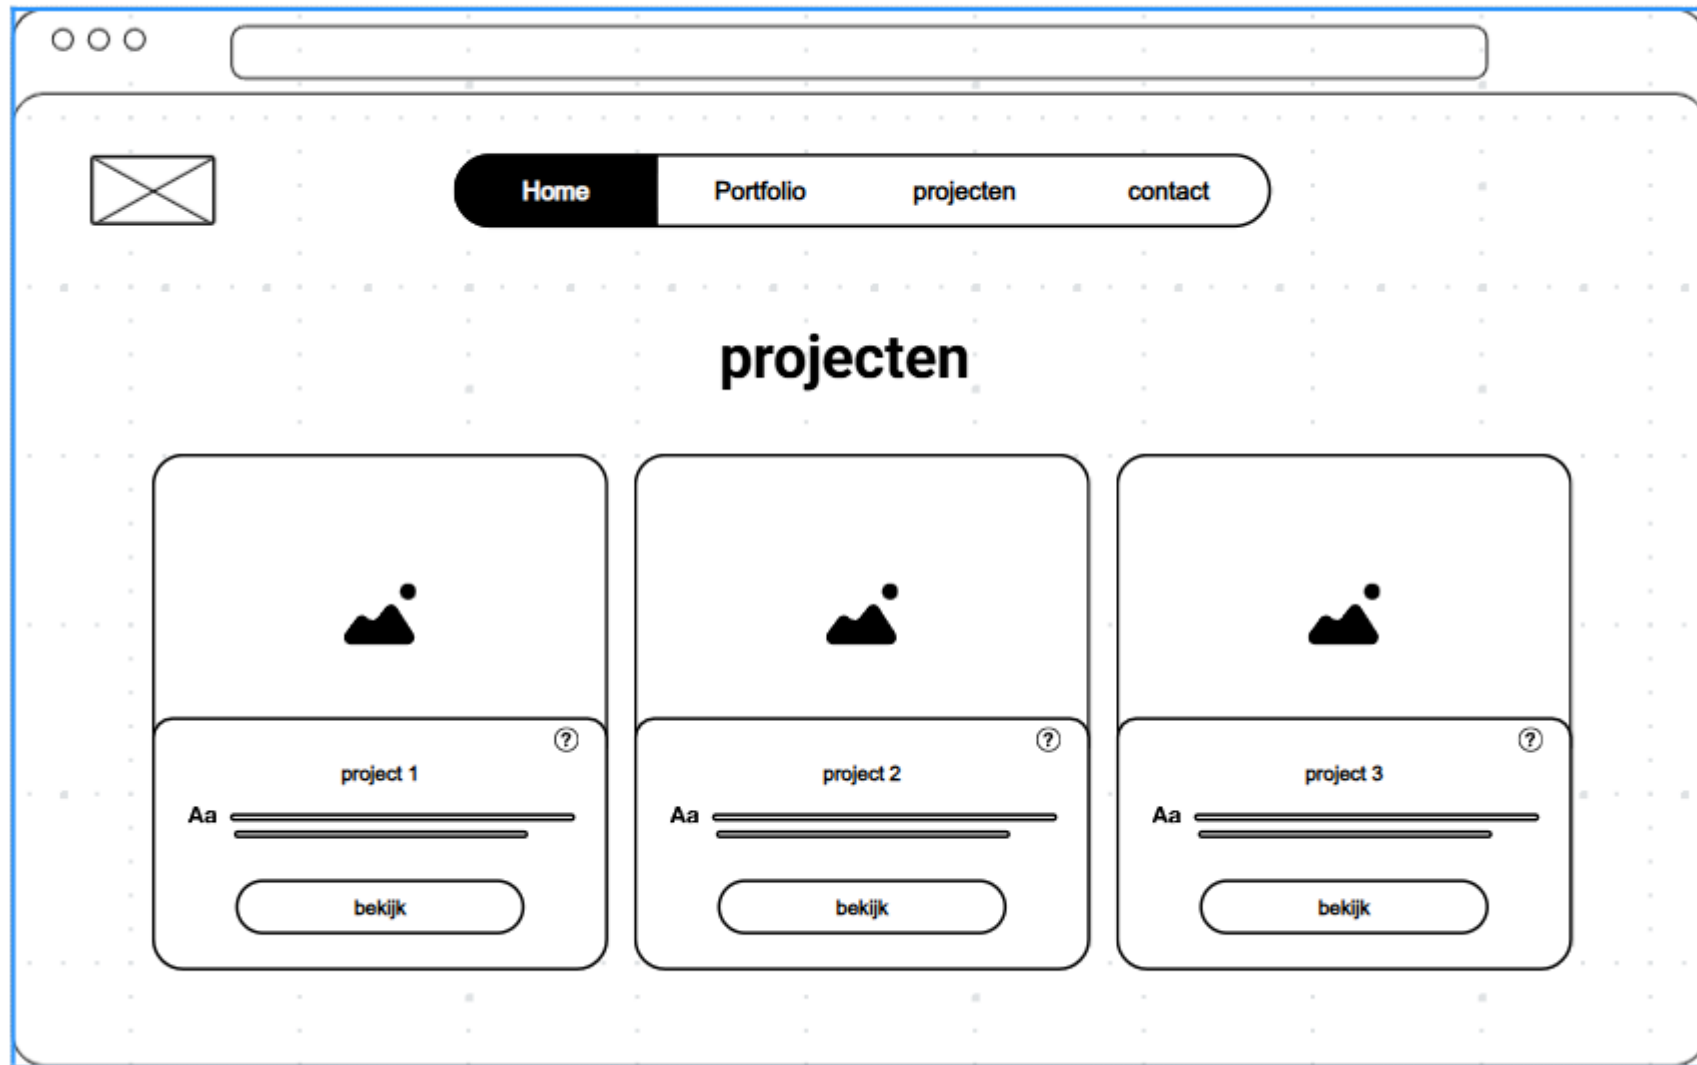 Home Portfolio projecten contact
projecten
? ? ?
project 1 project 2 project 3
Aa Aa Aa
bekijk bekijk bekijk